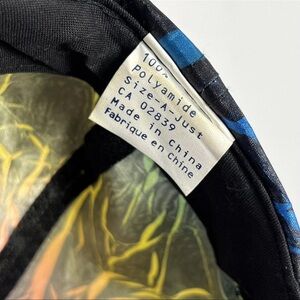 100%
Polyamide
Size-A-Just
CA 02839
Made in China
Fabrique en Chine